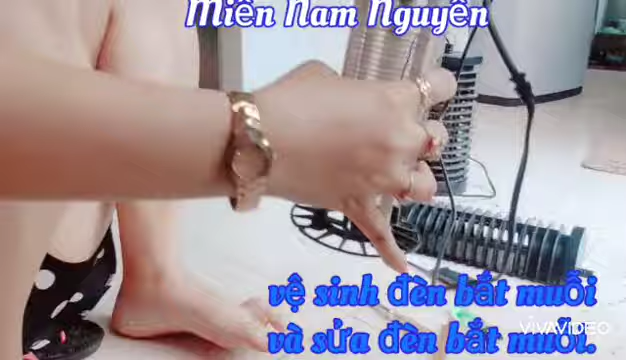 Miền Nam Nguyễn
vệ sinh đèn bắt muỗi
và sửa đèn bắt muỗi.
VIVAVIDEO